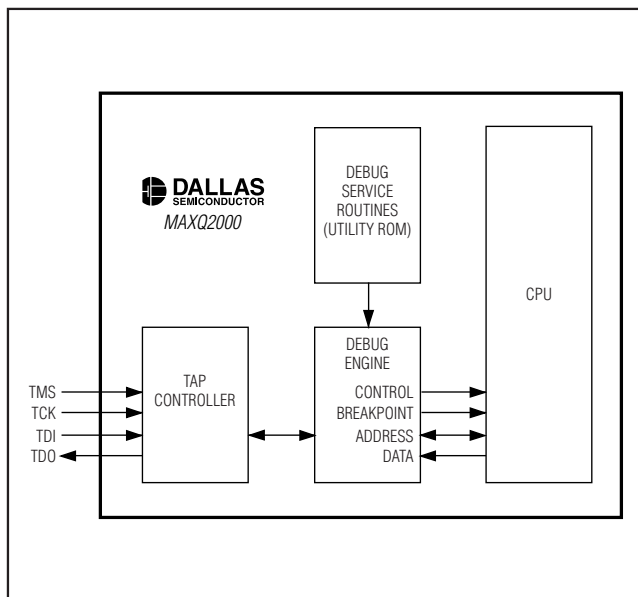 DALLAS
SEMICONDUCTOR
MAXQ2000
DEBUG
SERVICE
ROUTINES
(UTILITY ROM)
CPU
TAP
CONTROLLER
DEBUG
ENGINE
CONTROL
BREAKPOINT
ADDRESS
DATA
TMS
TCK
TDI
TDO